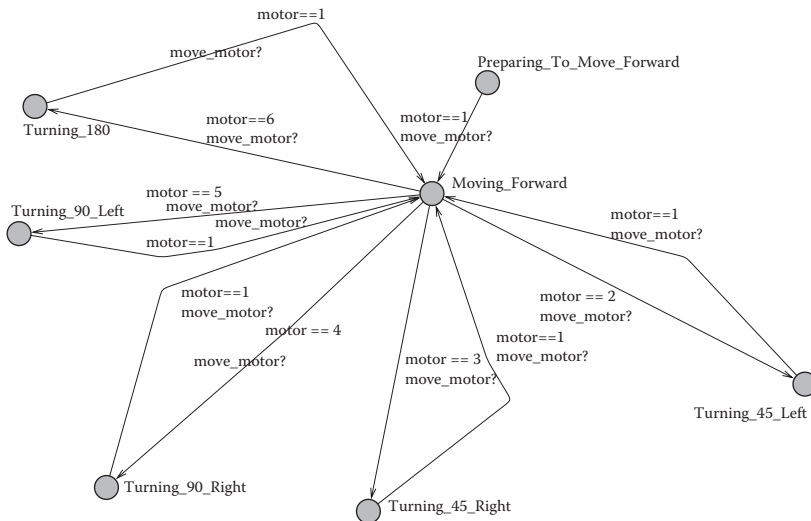 motor==1
move_motor?
Preparing_To_Move_Forward
Turning_180
motor==6
move_motor?
motor==1
move_motor?
Moving_Forward
Turning_90_Left
motor == 5
move_motor?
move_motor?
motor==1
motor==1
move_motor?
motor==1
move_motor?
motor == 4
move_motor?
motor == 2
move_motor?
motor==1
move_motor?
motor == 3
move_motor?
Turning_45_Left
Turning_90_Right
Turning_45_Right